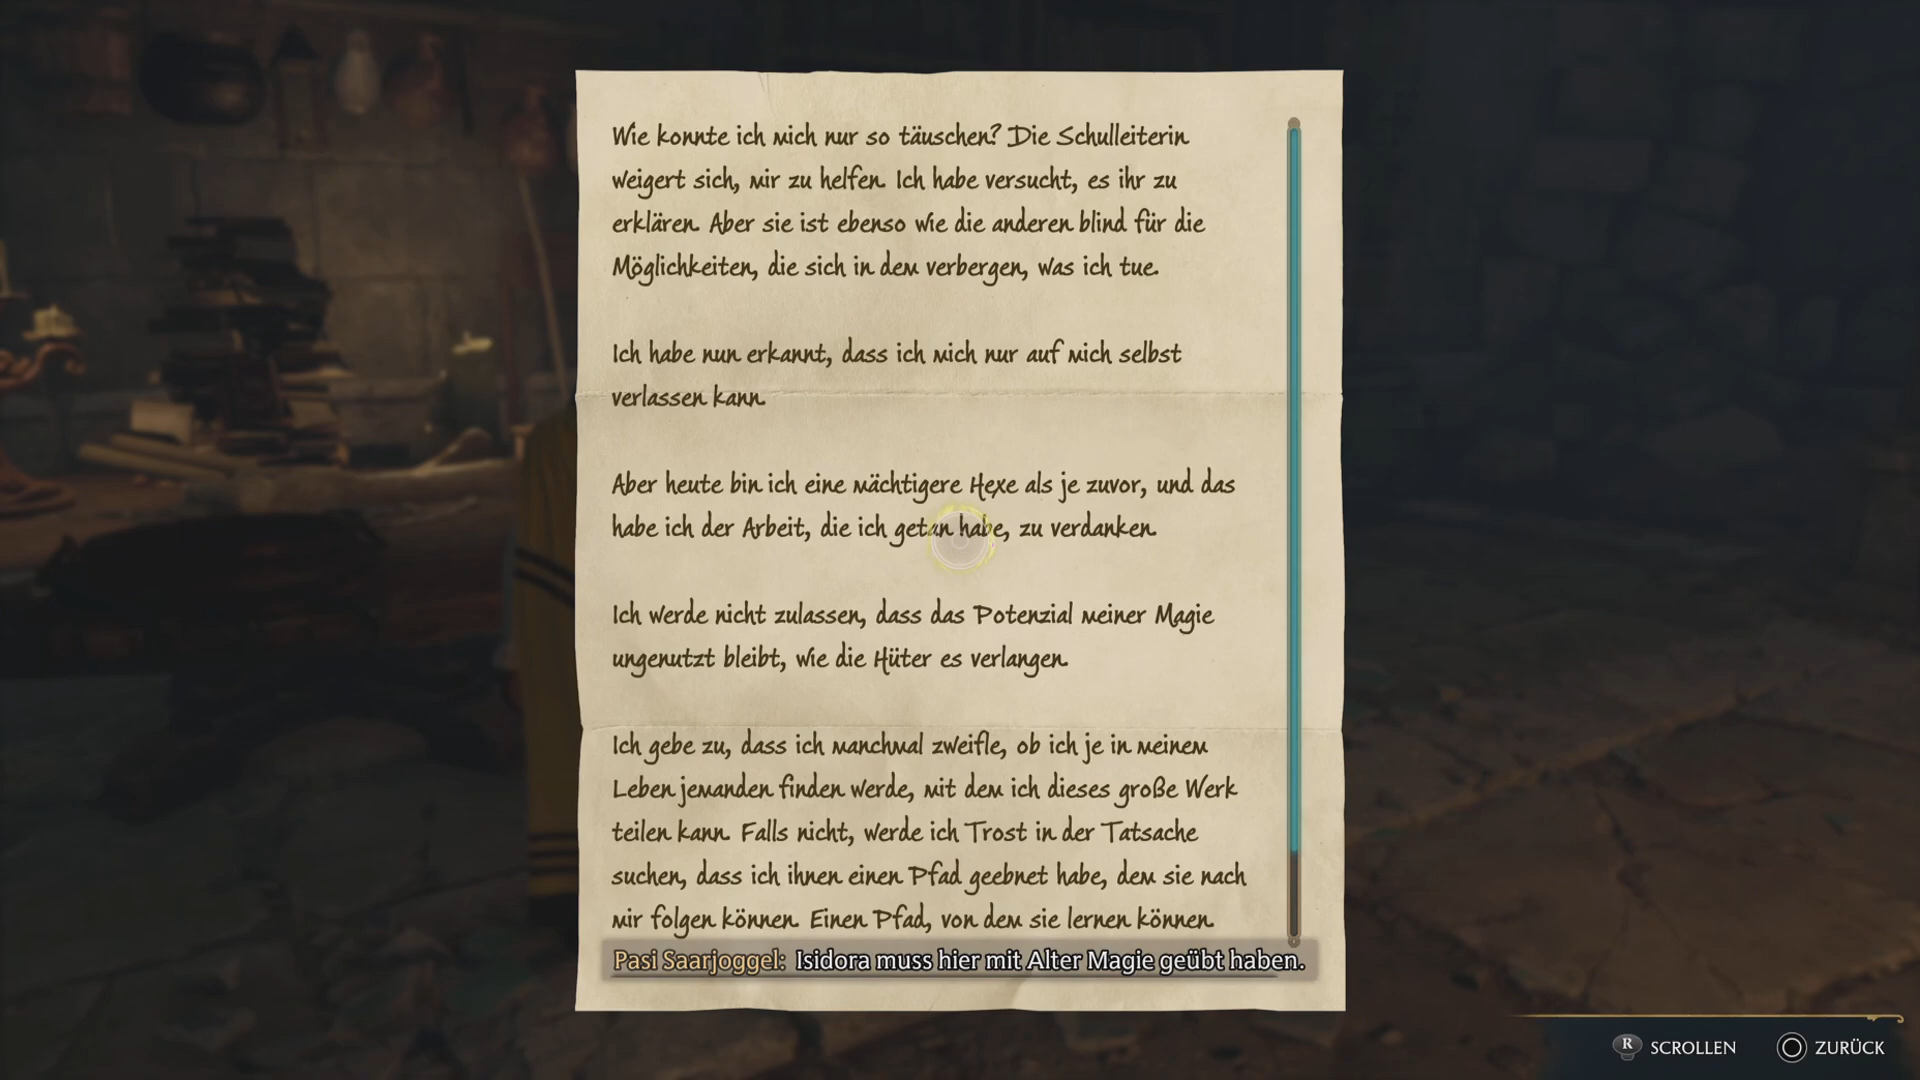 Wie konnte ich mich nur so täuschen? Die Schulleiterin
weigert sich, mir zu helfen. Ich habe versucht, es ihr zu
erklären. Aber sie ist ebenso wie die anderen blind für die
Möglichkeiten, die sich in dem verbergen, was ich tue.
Ich habe nun erkannt, dass ich mich nur auf mich selbst
verlassen kann.
Aber heute bin ich eine mächtigere Hexe als je zuvor, und das
habe ich der Arbeit, die ich getan habe, zu verdanken.
Ich werde nicht zulassen, dass das Potenzial meiner Magie
ungenutzt bleibt, wie die Hüter es verlangen.
Ich gebe zu, dass ich manchmal zweifle, ob ich je in meinem
Leben jemanden finden werde, mit dem ich dieses große Werk
teilen kann. Falls nicht, werde ich Trost in der Tatsache
suchen, dass ich ihnen einen Pfad geebnet habe, dem sie nach
mir folgen können. Einen Pfad, von dem sie lernen können.
Pasi Saarjoggel: Isidora muss hier mit Alter Magie geübt haben.
R SCROLLEN ZURÜCK